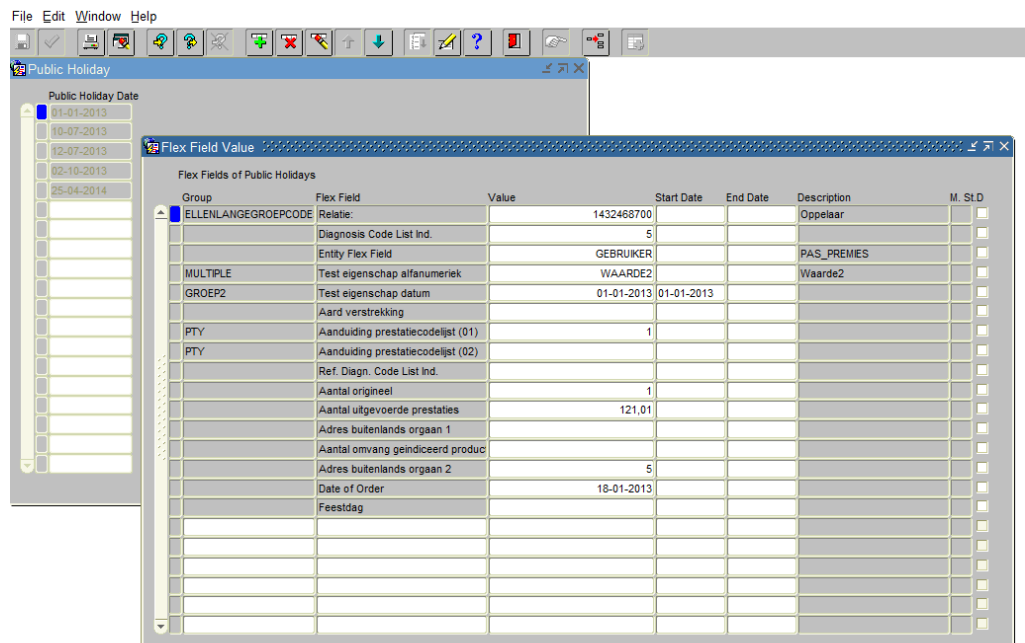 File Edit Window Help
Public Holiday
Public Holiday Date
01-01-2013
10-07-2013
12-07-2013
02-10-2013
25-04-2014
Flex Field Value
Flex Fields of Public Holidays
Group Flex Field Value Start Date End Date Description M. St.D
ELLENLANGEGROEPCODE Relatie: 1432468700 Oppelaar
Diagnosis Code List Ind. 5
Entity Flex Field GEBRUIKER PAS_PREMIES
MULTIPLE Test eigenschap alfanumeriek WAARDE2 Waarde2
GROEP2 Test eigenschap datum 01-01-2013 01-01-2013
Aard verstrekking
PTY Aanduiding prestatiecodelijst (01) 1
PTY Aanduiding prestatiecodelijst (02)
Ref. Diagn. Code List Ind.
Aantal origineel 1
Aantal uitgevoerde prestaties 121,01
Adres buitenlands orgaan 1
Aantal omvang geindiceerd produc
Adres buitenlands orgaan 2 5
Date of Order 18-01-2013
Feestdag